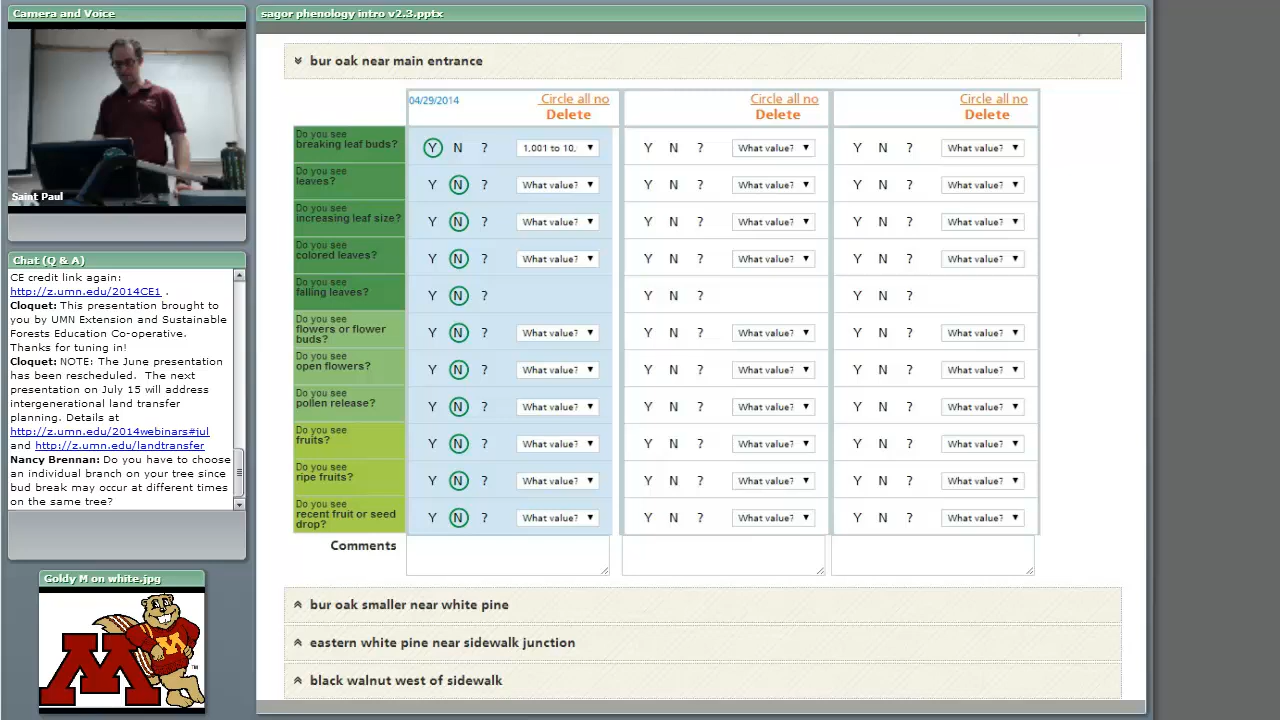 Camera and Voice
Saint Paul
Chat (Q & A)
CE credit link again:
http://z.umn.edu/2014CE1 .
Cloquet: This presentation brought to
you by UMN Extension and Sustainable
Forests Education Co-operative.
Thanks for tuning in!
Cloquet: NOTE: The June presentation
has been rescheduled. The next
presentation on July 15 will address
intergenerational land transfer
planning. Details at
http://z.umn.edu/2014webinars#jul
and http://z.umn.edu/landtransfer
Nancy Brennan: Do you have to choose
an individual branch on your tree since
bud break may occur at different times
on the same tree?
Goldy M on white.jpg
M
M
TM
sagor phenology intro v2.3.pptx
bur oak near main entrance
04/29/2014 Circle all no Circle all no Circle all no
Delete Delete Delete
Do you see
breaking leaf buds? Y N ? 1,001 to 10, Y N ? What value? Y N ? What value?
Do you see
leaves? Y N ? What value? Y N ? What value? Y N ? What value?
Do you see
increasing leaf size? Y N ? What value? Y N ? What value? Y N ? What value?
Do you see
colored leaves? Y N ? What value? Y N ? What value? Y N ? What value?
Do you see
falling leaves? Y N ? Y N ? Y N ?
Do you see
flowers or flower
buds? Y N ? What value? Y N ? What value? Y N ? What value?
Do you see
open flowers? Y N ? What value? Y N ? What value? Y N ? What value?
Do you see
pollen release? Y N ? What value? Y N ? What value? Y N ? What value?
Do you see
fruits? Y N ? What value? Y N ? What value? Y N ? What value?
Do you see
ripe fruits? Y N ? What value? Y N ? What value? Y N ? What value?
Do you see
recent fruit or seed
drop? Y N ? What value? Y N ? What value? Y N ? What value?
Comments
bur oak smaller near white pine
eastern white pine near sidewalk junction
black walnut west of sidewalk